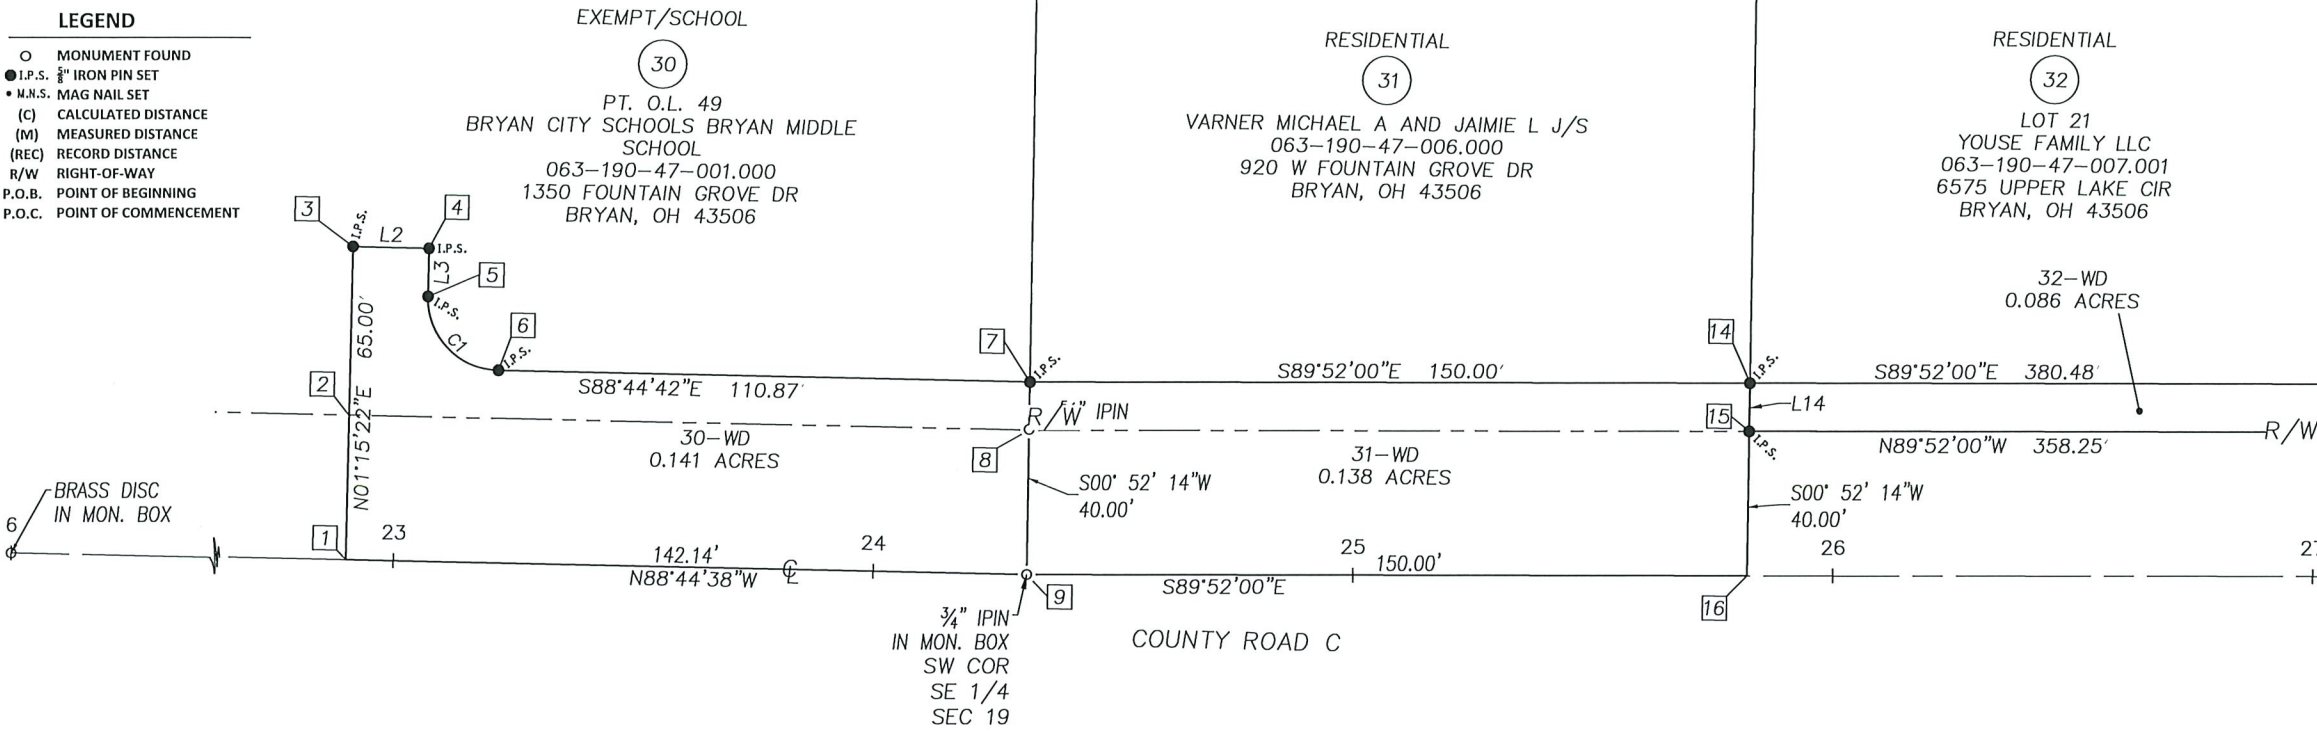 LEGEND
O MONUMENT FOUND
I.P.S. 5/8" IRON PIN SET
M.N.S. MAG NAIL SET
(C) CALCULATED DISTANCE
(M) MEASURED DISTANCE
(REC) RECORD DISTANCE
R/W RIGHT-OF-WAY
P.O.B. POINT OF BEGINNING
P.O.C. POINT OF COMMENCEMENT
EXEMPT/SCHOOL
30
PT. O.L. 49
BRYAN CITY SCHOOLS BRYAN MIDDLE
SCHOOL
063-190-47-001.000
1350 FOUNTAIN GROVE DR
BRYAN, OH 43506
RESIDENTIAL
31
VARNER MICHAEL A AND JAIMIE L J/S
063-190-47-006.000
920 W FOUNTAIN GROVE DR
BRYAN, OH 43506
RESIDENTIAL
32
LOT 21
YOUSE FAMILY LLC
063-190-47-007.001
6575 UPPER LAKE CIR
BRYAN, OH 43506
32-WD
0.086 ACRES
3
I.P.S.
L2
4
I.P.S.
L3
5
I.P.S.
C1
6
I.P.S.
7
I.P.S.
14
I.P.S.
S88°44'42"E 110.87'
S89°52'00"E 150.00'
S89°52'00"E 380.48'
2
N01°15'22"E 65.00'
R/W
" IPIN
L14
15
I.P.S.
R/W
30-WD
0.141 ACRES
8
31-WD
0.138 ACRES
N89°52'00"W 358.25'
S00° 52' 14"W
40.00'
S00° 52' 14"W
40.00'
BRASS DISC
IN MON. BOX
6
1
23
142.14'
N88°44'38"W
CL
24
25
150.00'
S89°52'00"E
26
9
16
3/4" IPIN
IN MON. BOX
SW COR
SE 1/4
SEC 19
COUNTY ROAD C